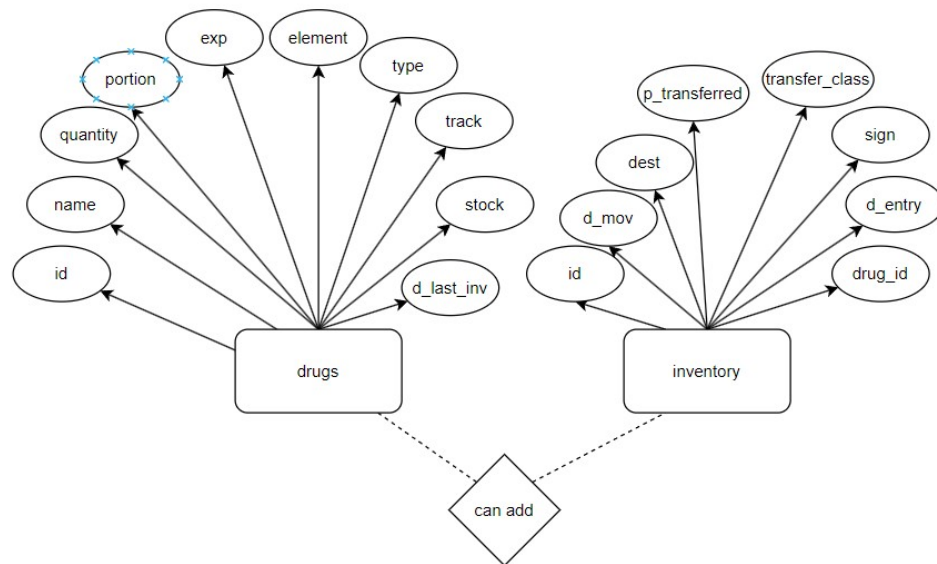 exp
element
portion
type
transfer_class
p_transferred
quantity
track
sign
dest
name
stock
d_mov
d_entry
id
d_last_inv
id
drug_id
drugs
inventory
can add